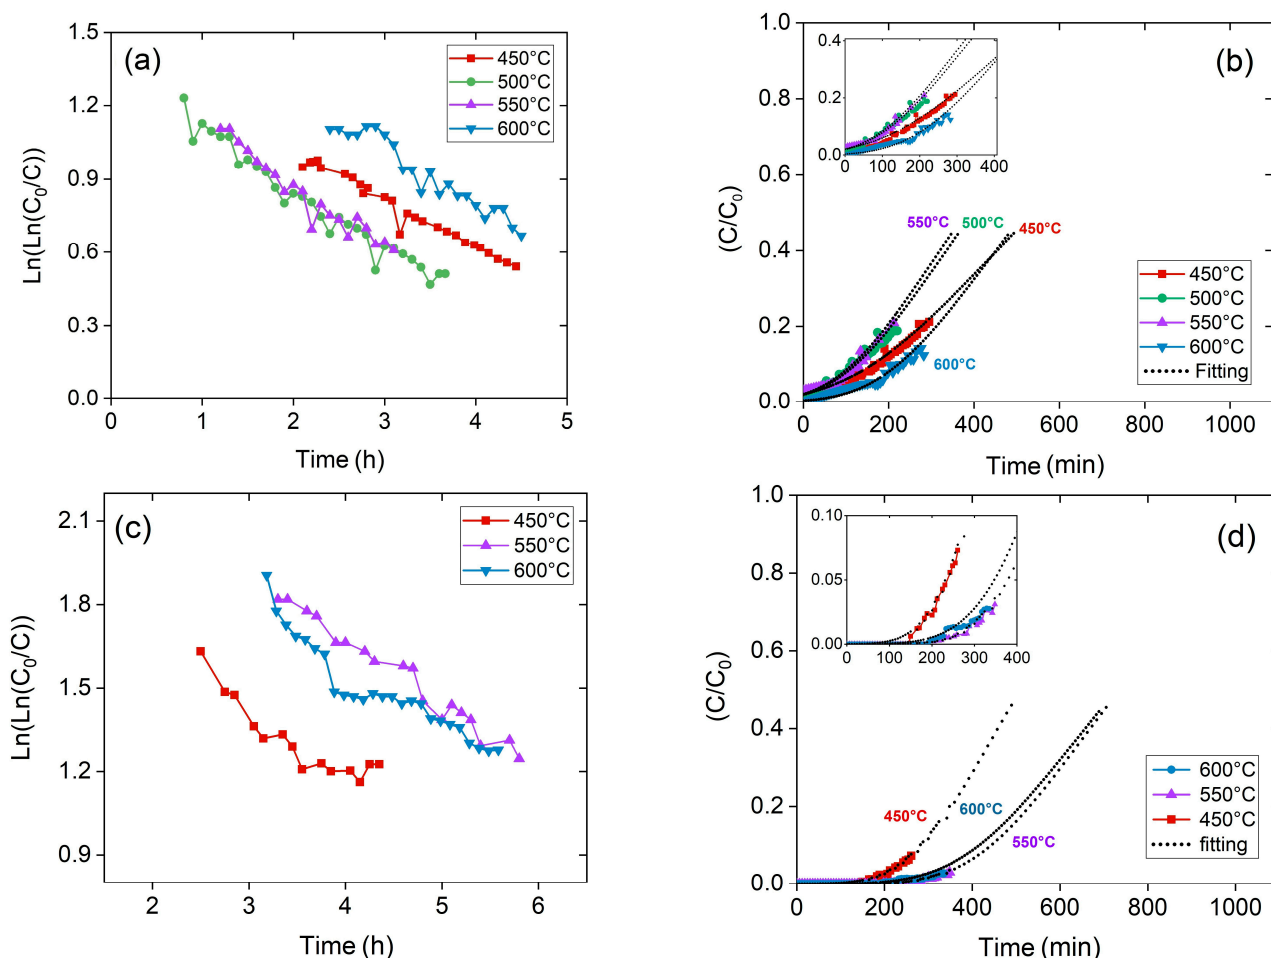 (a)
450°C
500°C
550°C
600°C
1.5
1.2
0.9
0.6
0.3
0.0
Ln(Ln(C₀/C))
0 1 2 3 4 5
Time (h)
(b)
1.0
0.8
0.6
0.4
0.2
0.0
(C/C₀)
0.4
0.2
0.0
0 100 200 300 400
550°C 500°C 450°C
600°C
450°C
500°C
550°C
600°C
Fitting
0 200 400 600 800 1000
Time (min)
(c)
450°C
550°C
600°C
2.1
1.8
1.5
1.2
0.9
Ln(Ln(C₀/C))
2 3 4 5 6
Time (h)
(d)
1.0
0.8
0.6
0.4
0.2
0.0
(C/C₀)
0.10
0.05
0.00
0 100 200 300 400
450°C 600°C
550°C
600°C
550°C
450°C
fitting
0 200 400 600 800 1000
Time (min)